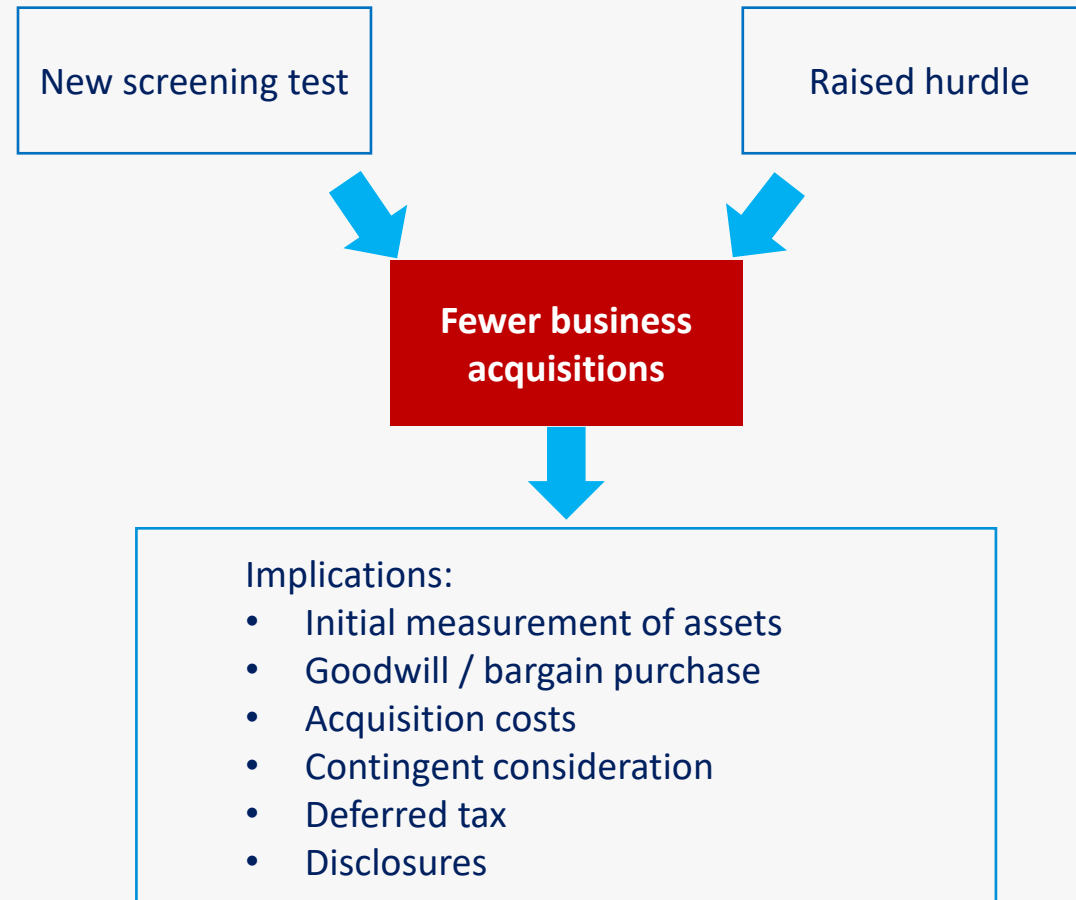 New screening test
Raised hurdle
Fewer business
acquisitions
Implications:
• Initial measurement of assets
• Goodwill / bargain purchase
• Acquisition costs
• Contingent consideration
• Deferred tax
• Disclosures